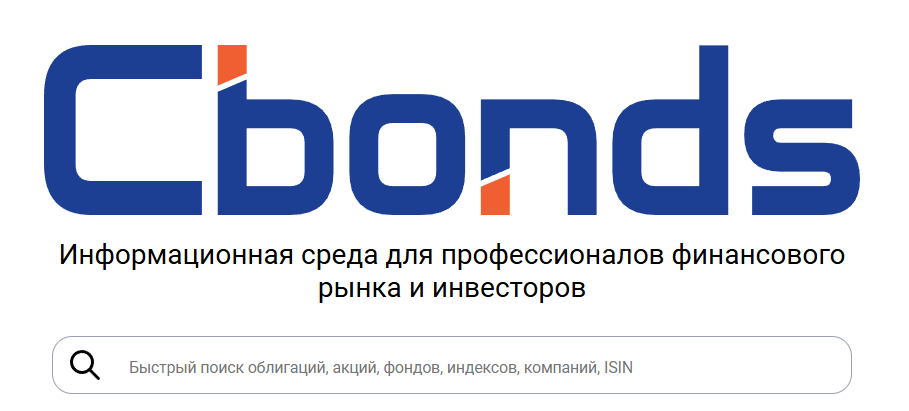 Cbonds
Информационная среда для профессионалов финансового
рынка и инвесторов
Быстрый поиск облигаций, акций, фондов, индексов, компаний, ISIN